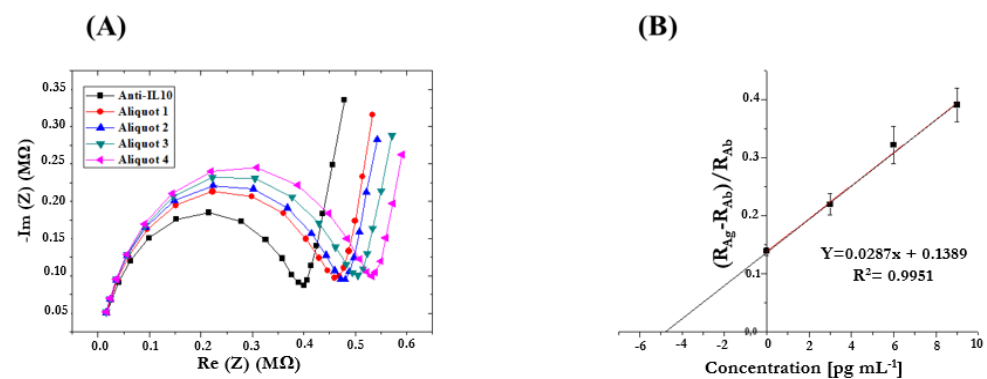 (A)
(B)
0.35
0.30
0.25
0.20
0.15
0.10
0.05
-Im (Z) (MΩ)
Anti-IL10
Aliquot 1
Aliquot 2
Aliquot 3
Aliquot 4
0.0 0.1 0.2 0.3 0.4 0.5 0.6
Re (Z) (MΩ)
(R_Ag-R_Ab)/R_Ab
0.4
0.3
0.2
0.1
0.0
Y=0.0287x + 0.1389
R²= 0.9951
-6 -4 -2 0 2 4 6 8 10
Concentration [pg mL⁻¹]